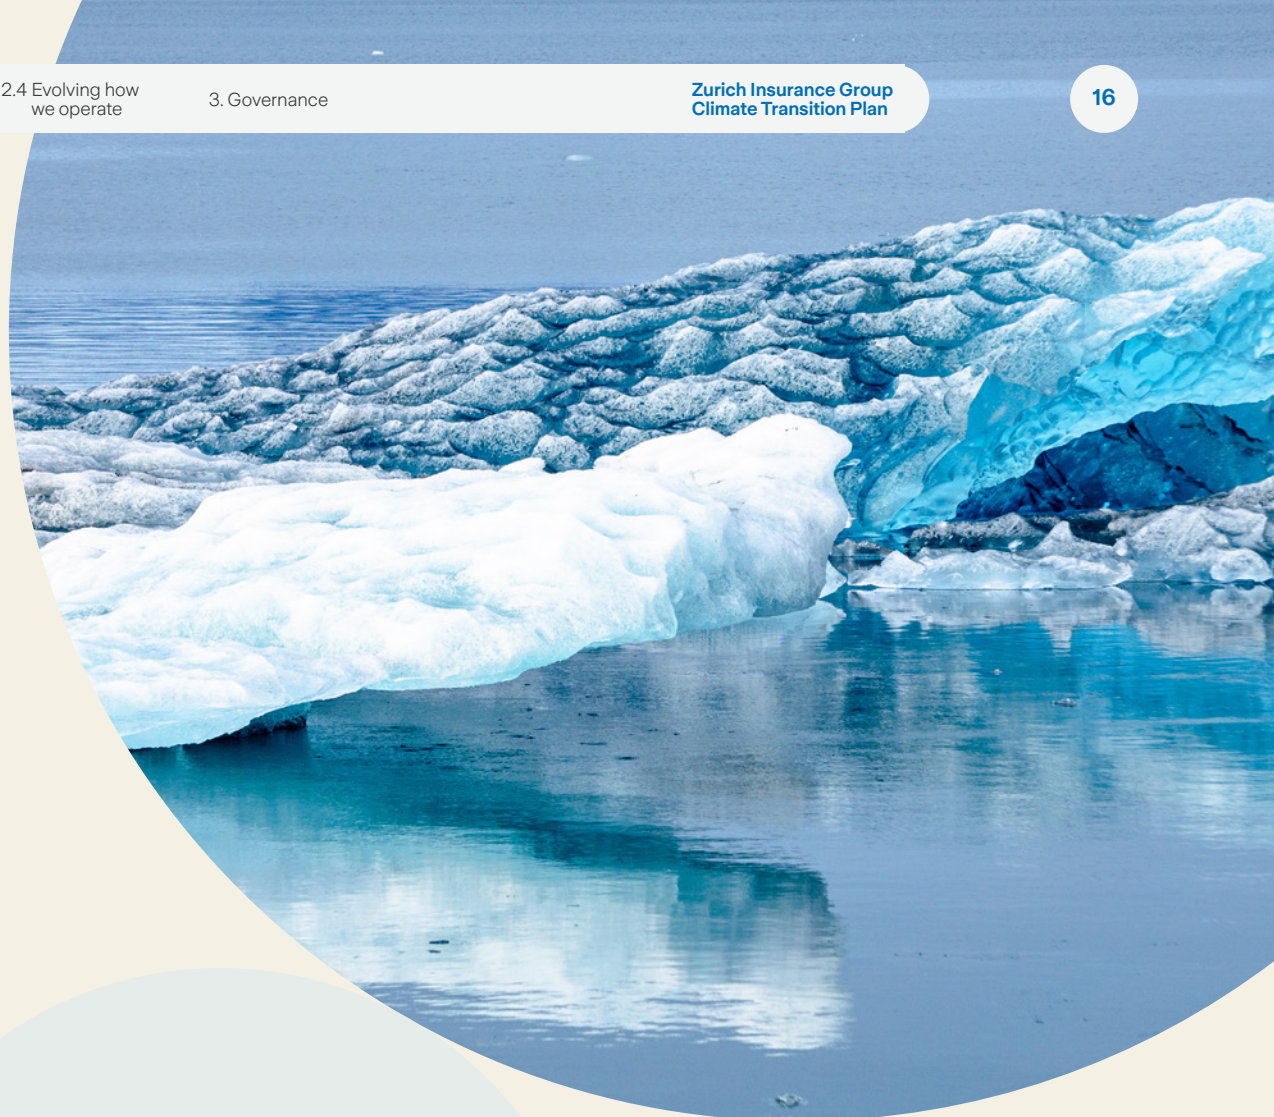 2.4 Evolving how
we operate
3. Governance
Zurich Insurance Group
Climate Transition Plan
16